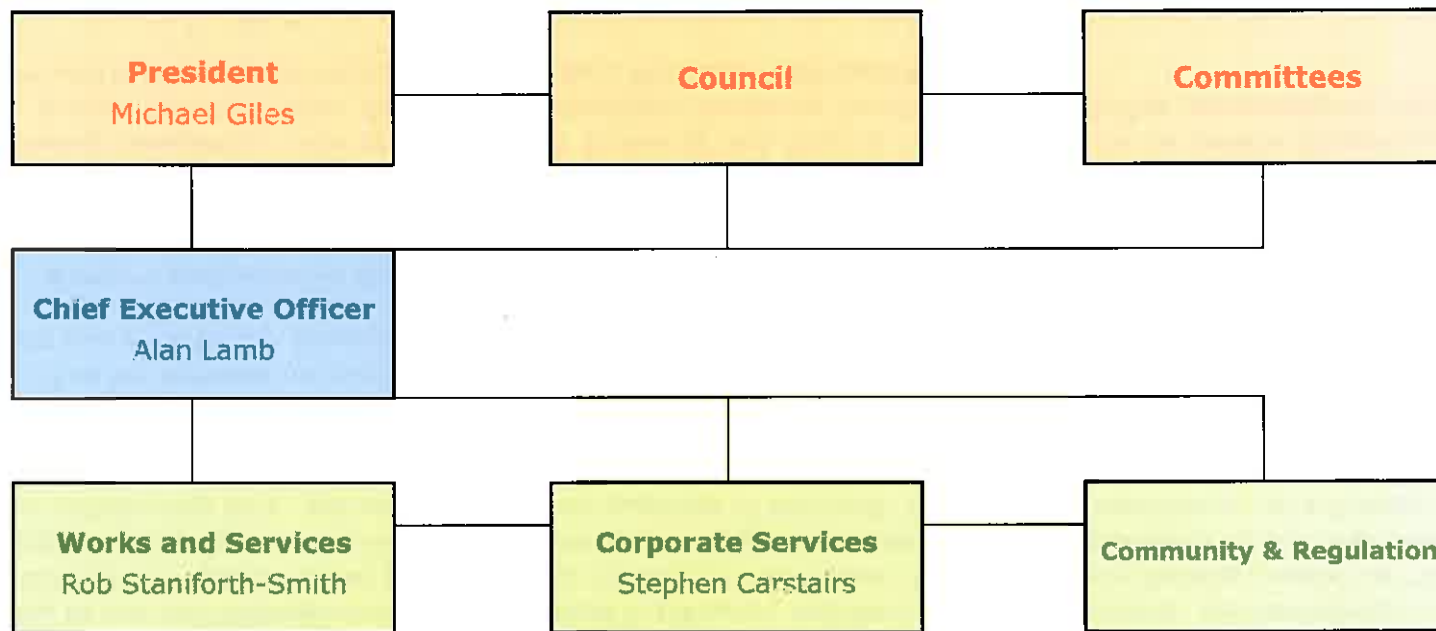 President
Michael Giles
Council
Committees
Chief Executive Officer
Alan Lamb
Works and Services
Rob Staniforth-Smith
Corporate Services
Stephen Carstairs
Community & Regulation